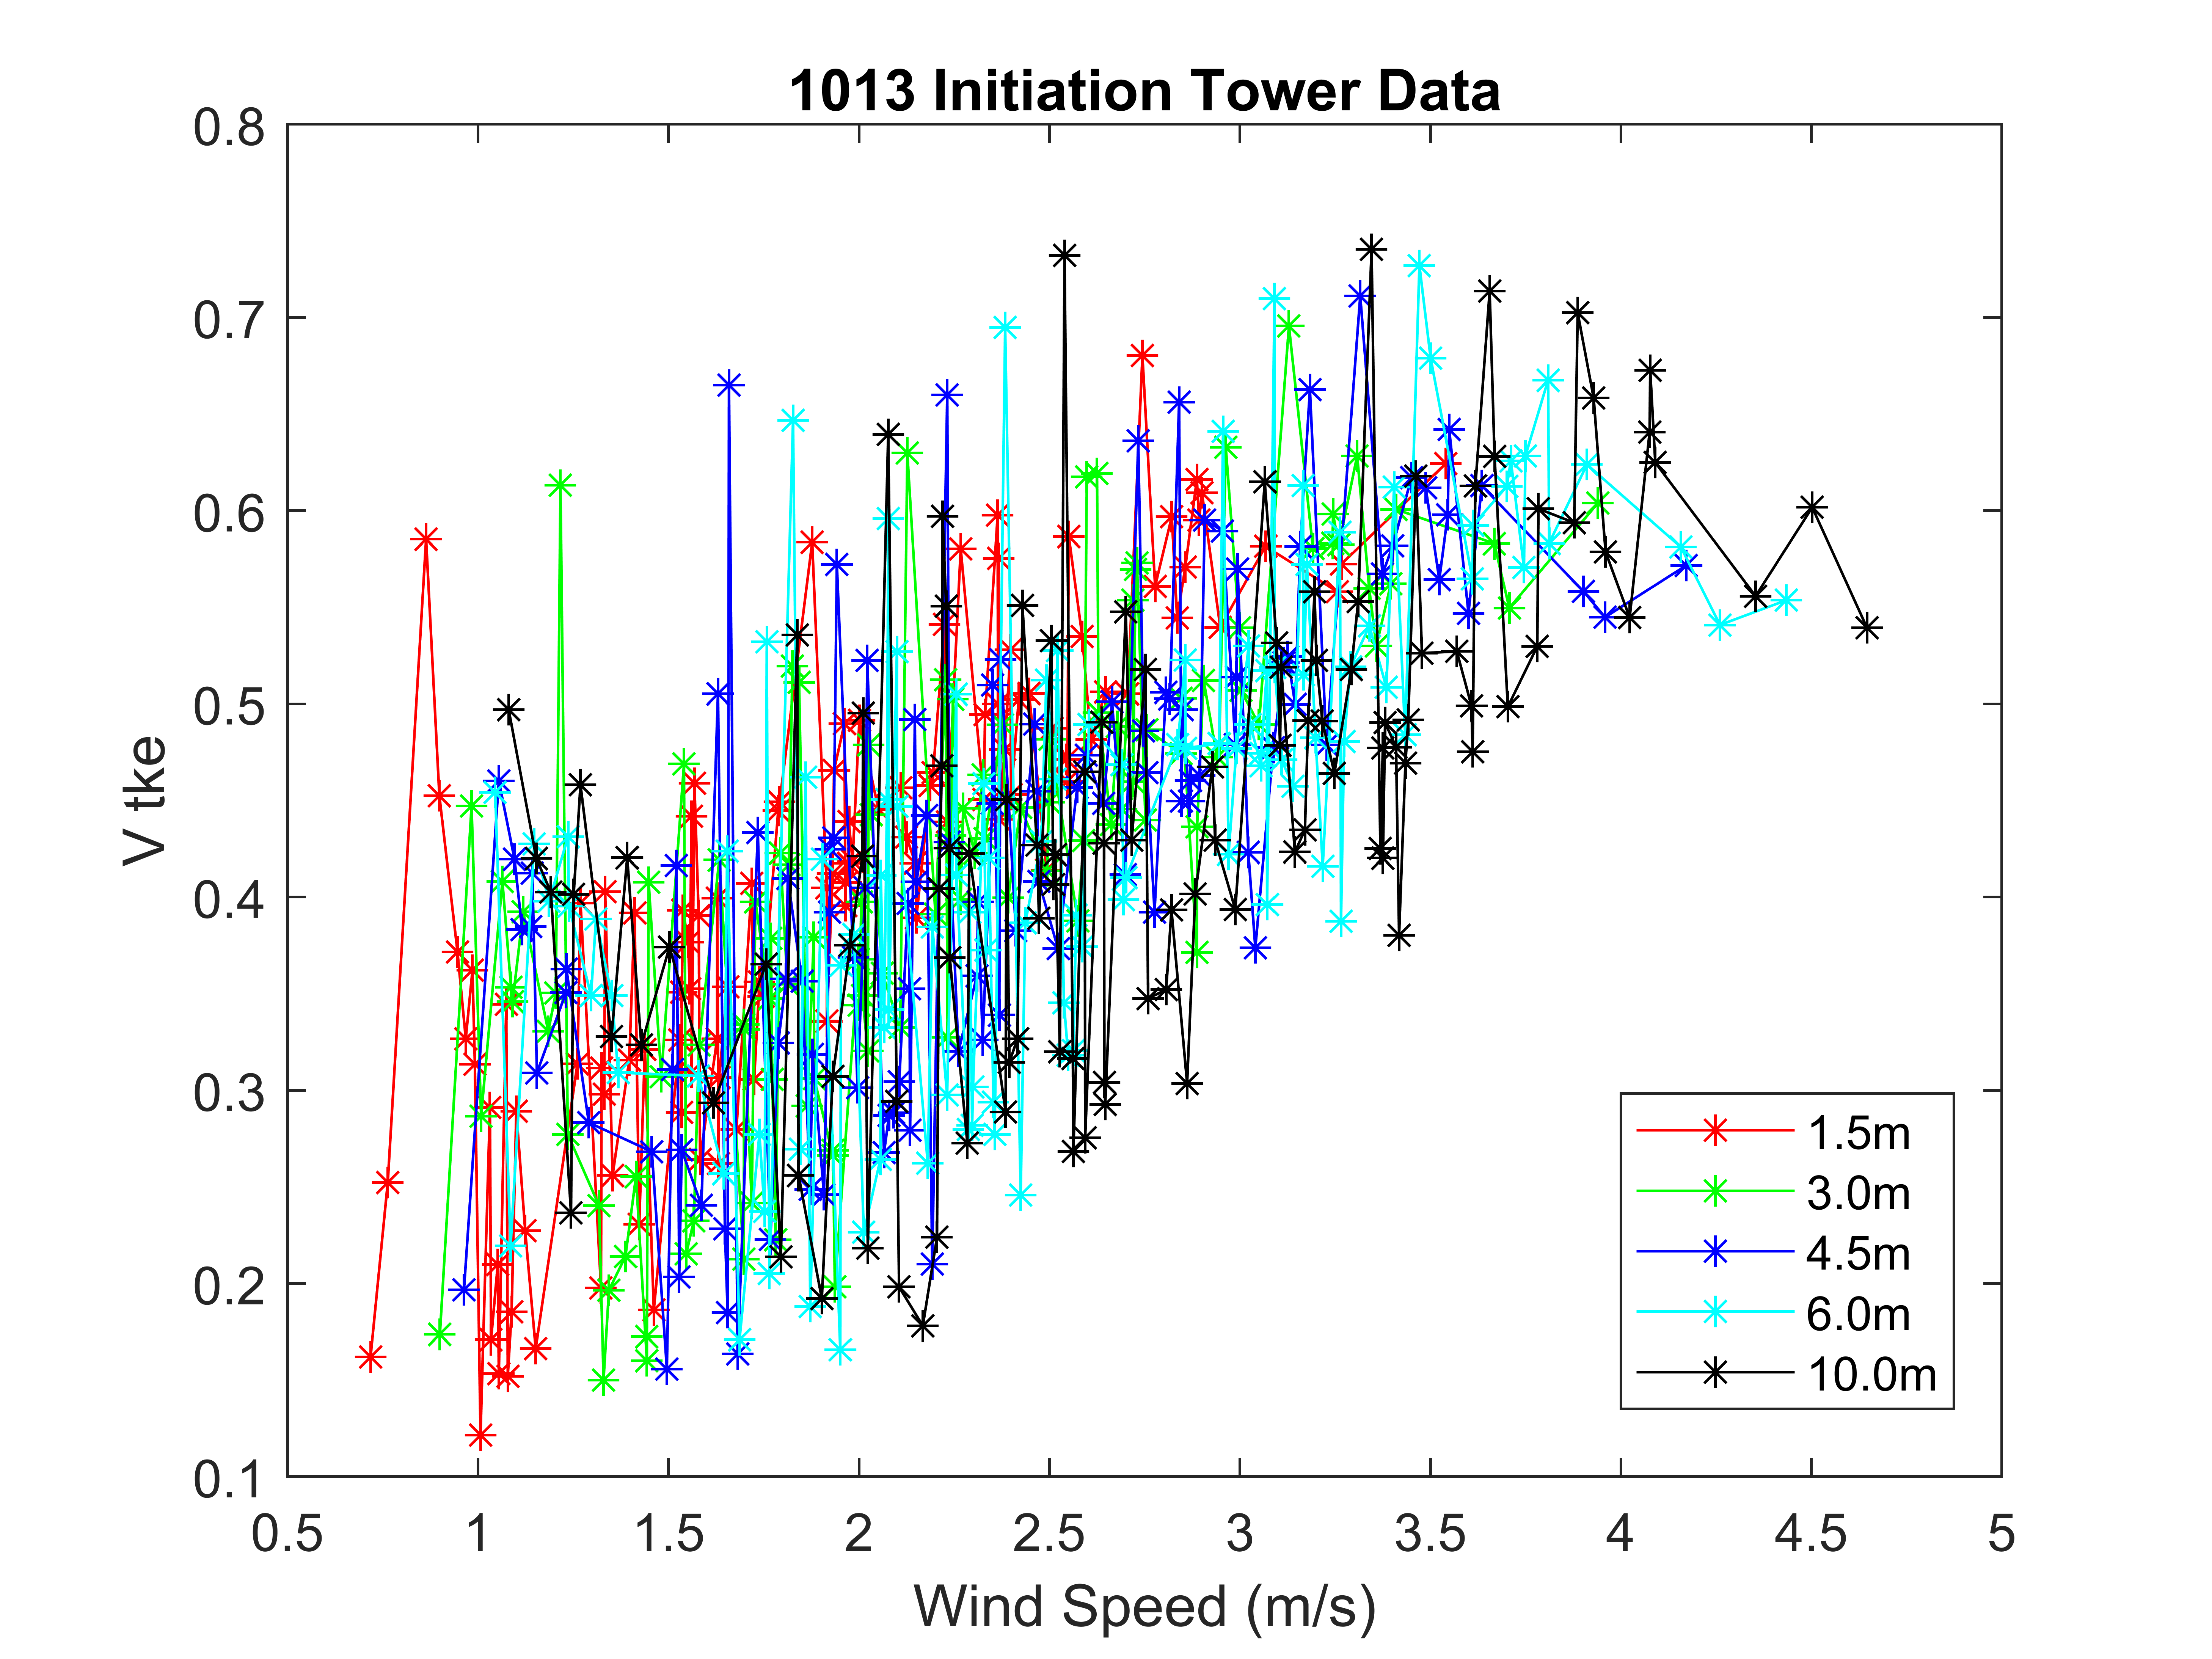 1013 Initiation Tower Data
0.8
0.7
0.6
0.5
0.4
0.3
0.2
0.1
V tke
1.5m
3.0m
4.5m
6.0m
10.0m
0.5 1 1.5 2 2.5 3 3.5 4 4.5 5
Wind Speed (m/s)